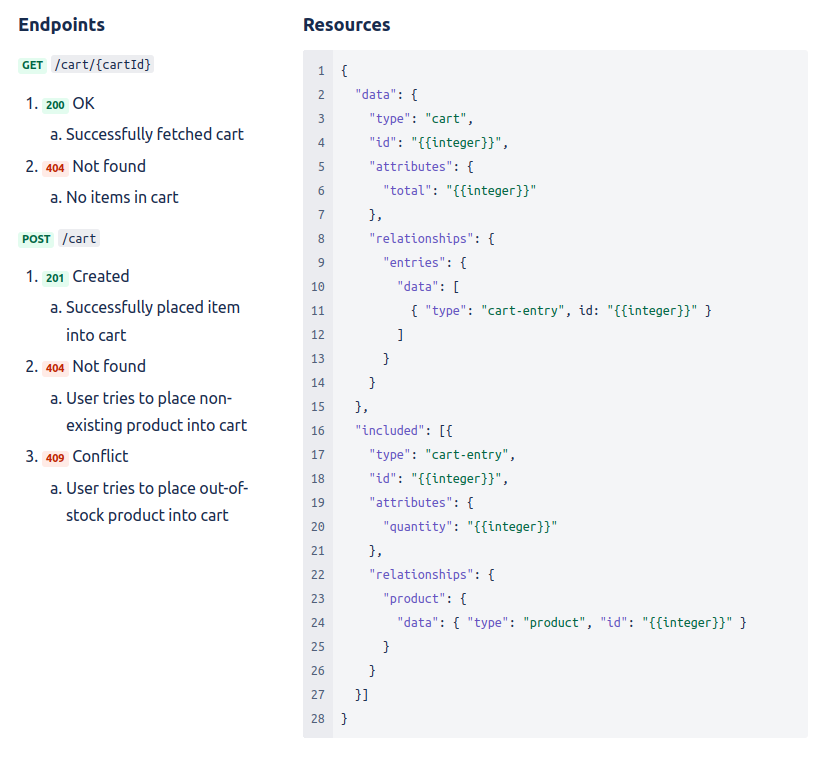 Endpoints
GET /cart/{cartId}
1. 200 OK
a. Successfully fetched cart
2. 404 Not found
a. No items in cart
POST /cart
1. 201 Created
a. Successfully placed item
into cart
2. 404 Not found
a. User tries to place non-
existing product into cart
3. 409 Conflict
a. User tries to place out-of-
stock product into cart
Resources
1 {
2   "data": {
3     "type": "cart",
4     "id": "{{integer}}",
5     "attributes": {
6       "total": "{{integer}}"
7     },
8     "relationships": {
9       "entries": {
10         "data": [
11           { "type": "cart-entry", id: "{{integer}}" }
12         ]
13       }
14     }
15   },
16   "included": [{
17     "type": "cart-entry",
18     "id": "{{integer}}",
19     "attributes": {
20       "quantity": "{{integer}}"
21     },
22     "relationships": {
23       "product": {
24         "data": { "type": "product", "id": "{{integer}}" }
25       }
26     }
27   }]
28 }